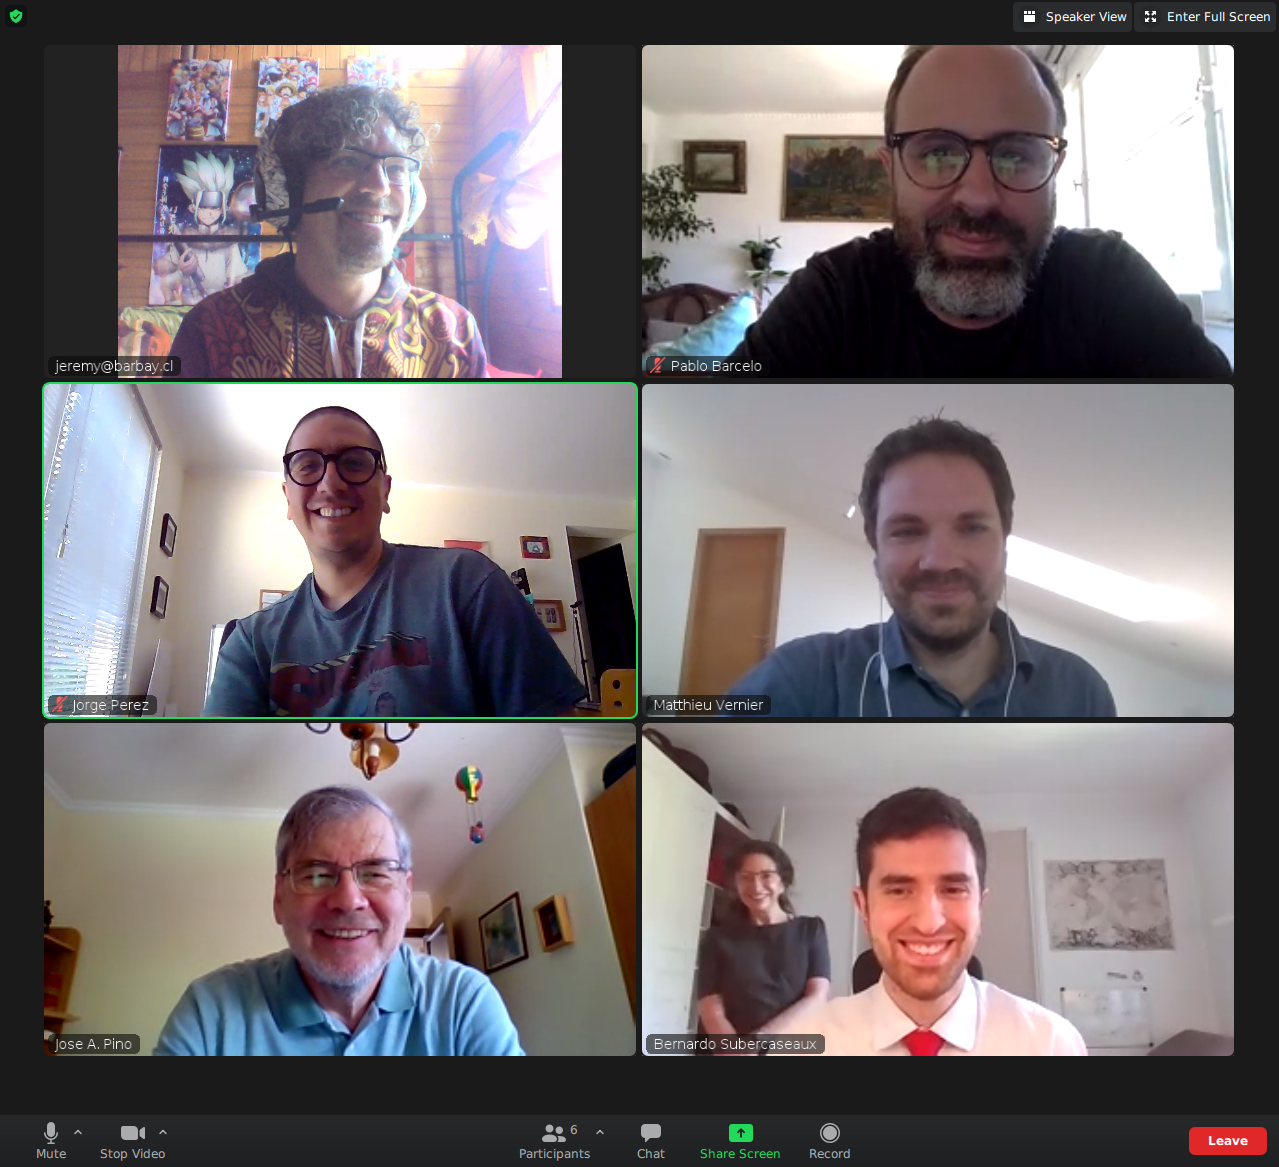 Speaker View
Enter Full Screen
jeremy@barbay.cl
Pablo Barcelo
Jorge Perez
Matthieu Vernier
Jose A. Pino
Bernardo Subercaseaux
Mute
Stop Video
Participants
6
Chat
Share Screen
Record
Leave